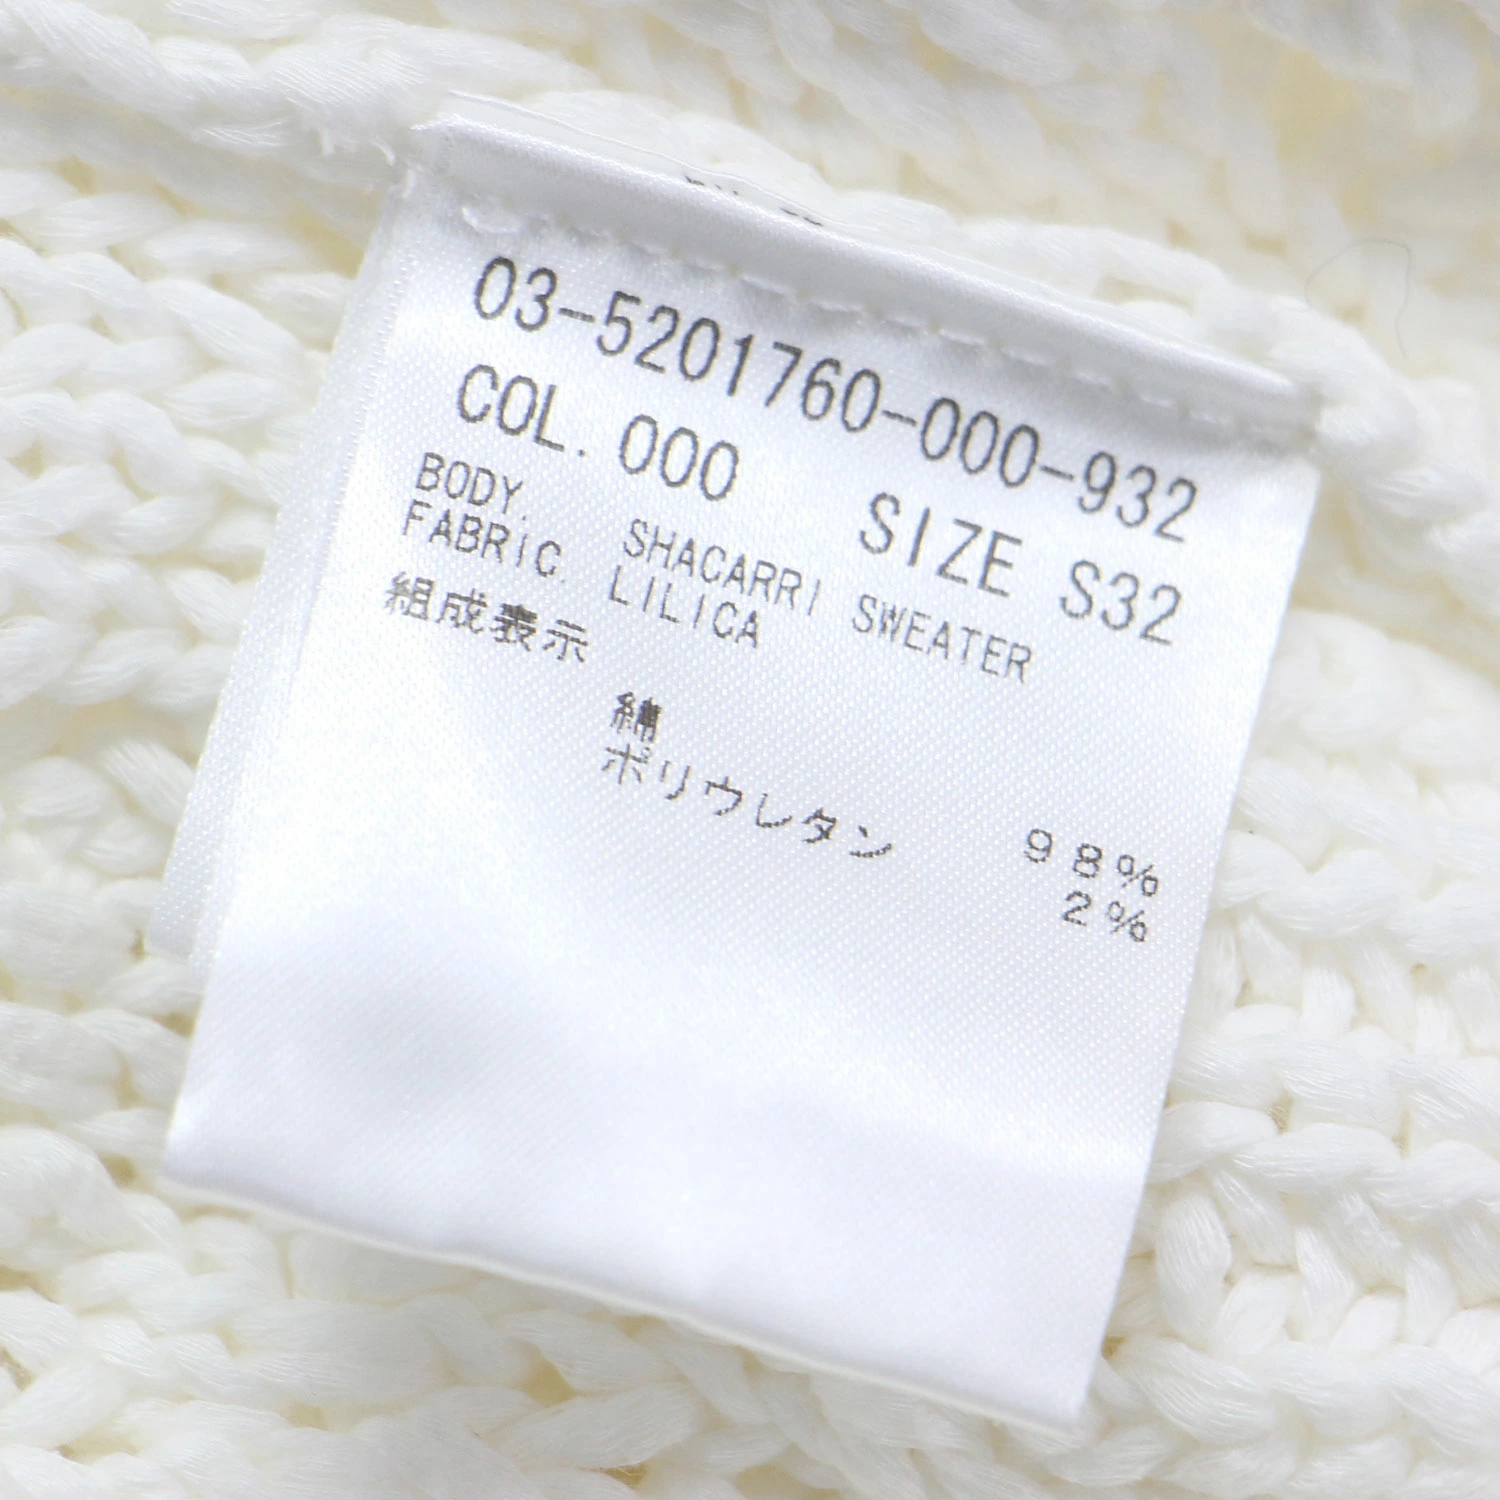 03-5201760-000-932
COL. 000 SIZE S32
BODY. SHACARRI SWEATER
FABRIC. LILICA
組成表示
綿 98%
ポリウレタン 2%